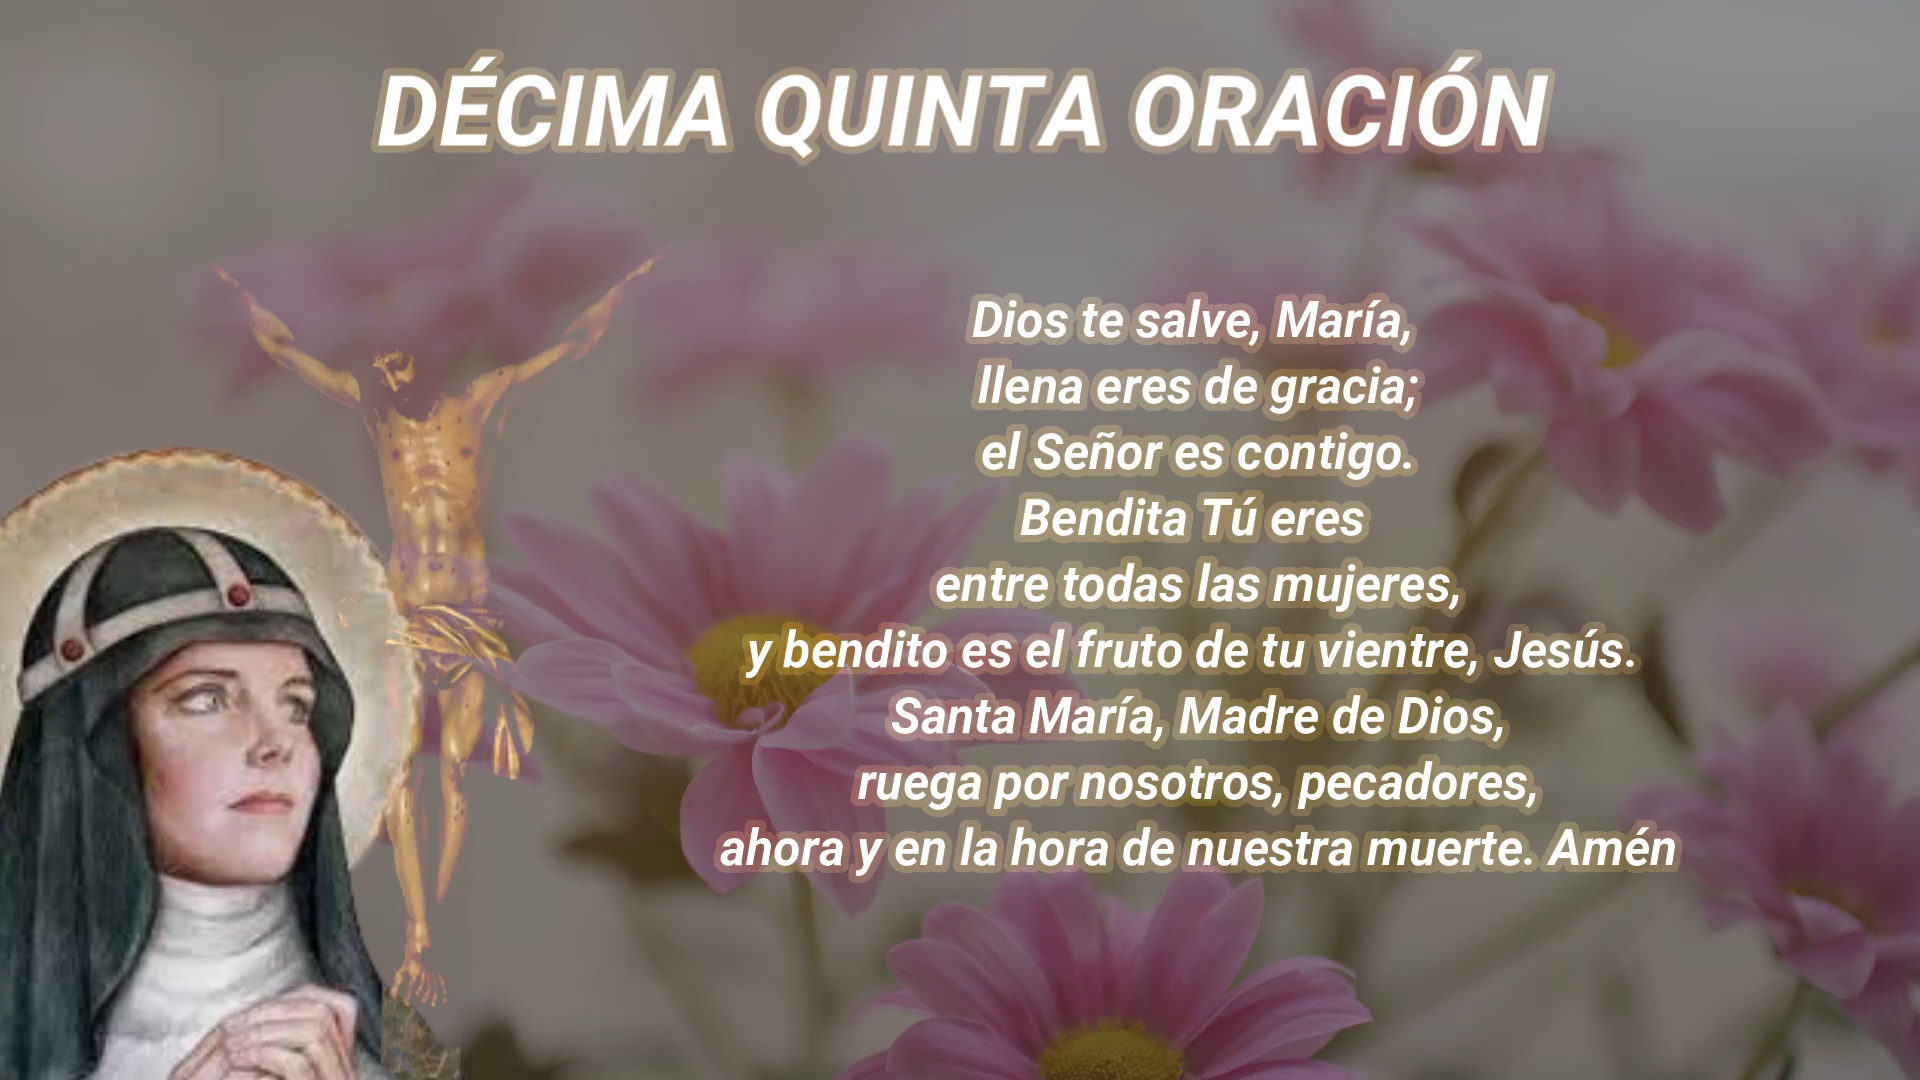 DÉCIMA QUINTA ORACIÓN
Dios te salve, María,
llena eres de gracia;
el Señor es contigo.
Bendita Tú eres
entre todas las mujeres,
y bendito es el fruto de tu vientre, Jesús.
Santa María, Madre de Dios,
ruega por nosotros, pecadores,
ahora y en la hora de nuestra muerte. Amén